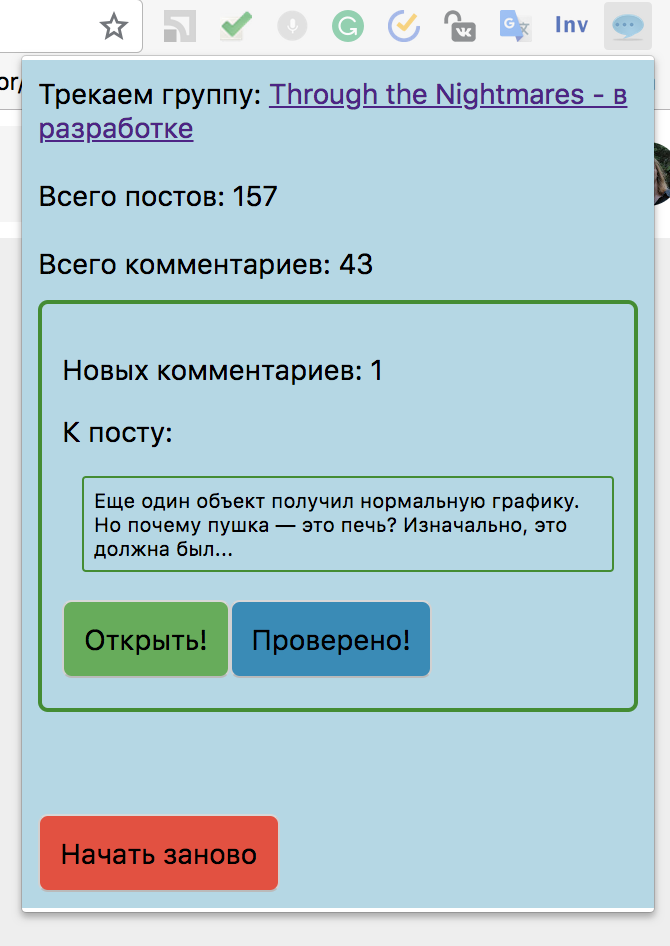 Inv
or/
Трекаем группу: Through the Nightmares - в
разработке
Всего постов: 157
Всего комментариев: 43
Новых комментариев: 1
К посту:
Еще один объект получил нормальную графику.
Но почему пушка — это печь? Изначально, это
должна был...
Открыть! Проверено!
Начать заново